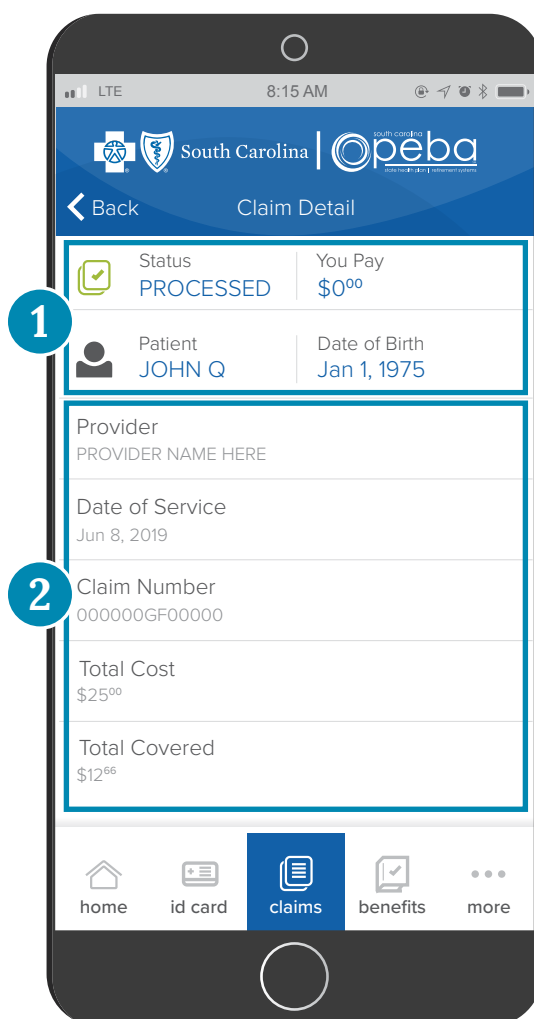 LTE 8:15 AM
South Carolina
south carolina
peba
state health plan | retirement systems
Back Claim Detail
1
Status You Pay
PROCESSED $0⁰⁰
Patient Date of Birth
JOHN Q Jan 1, 1975
2
Provider
PROVIDER NAME HERE
Date of Service
Jun 8, 2019
Claim Number
000000GF00000
Total Cost
$25⁰⁰
Total Covered
$12⁶⁶
home id card claims benefits more